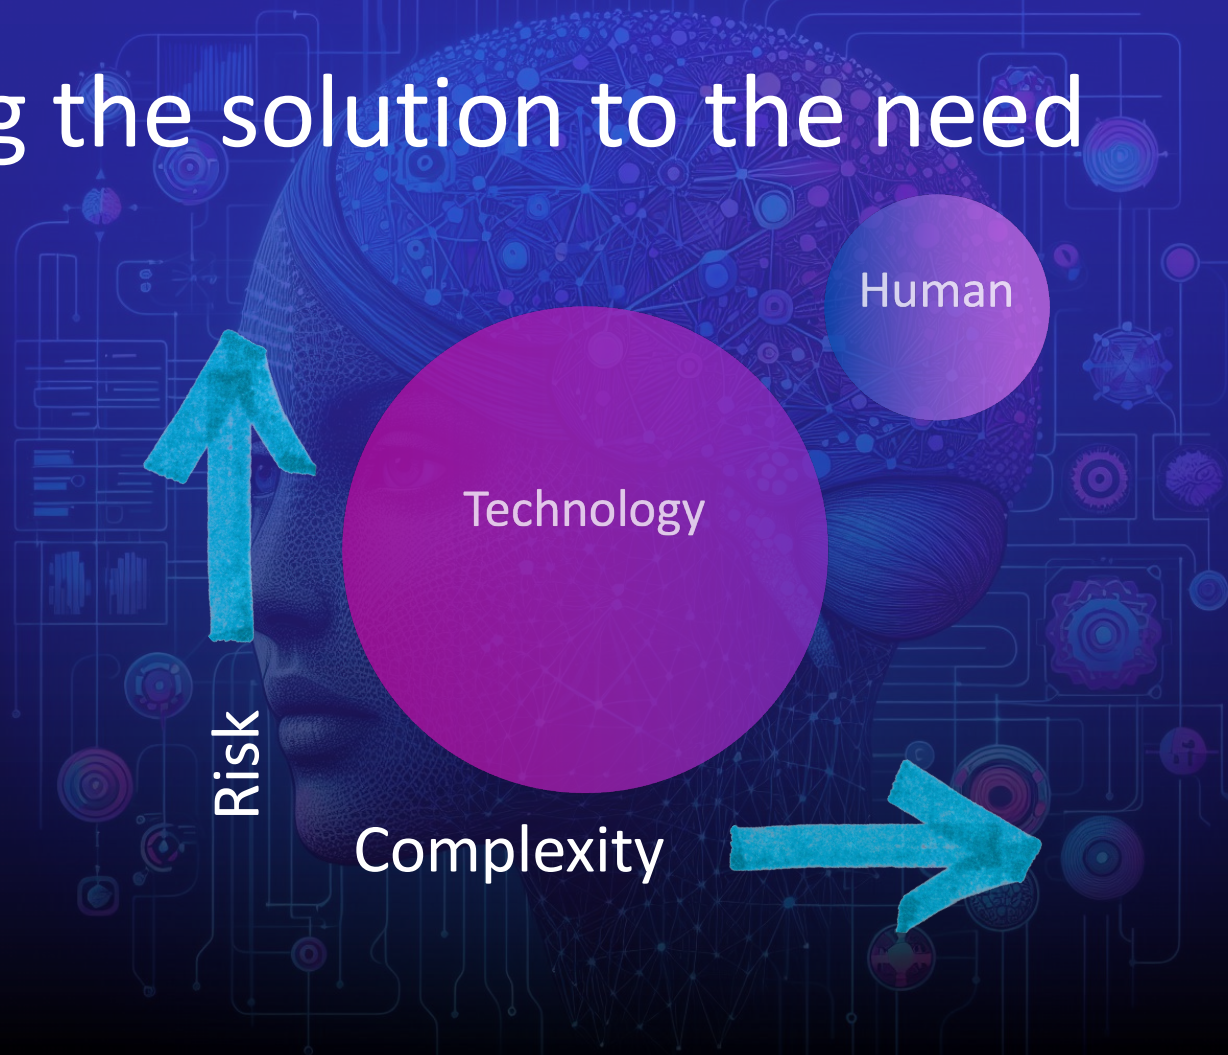 g the solution to the need
Human
Technology
Risk
Complexity